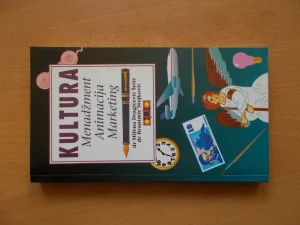 KULTURA
Menadžment
Animacija
Marketing
dr Milena Dragićević Šešić
dr Branimir Stojković